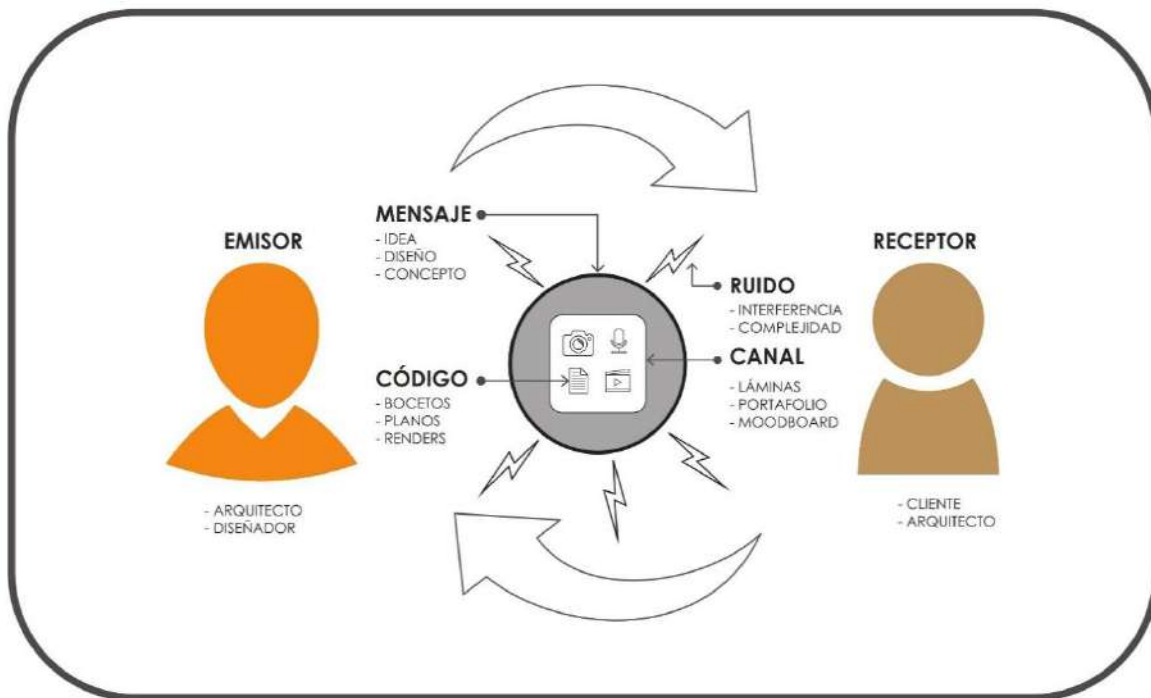 EMISOR
- ARQUITECTO
- DISEÑADOR
MENSAJE
- IDEA
- DISEÑO
- CONCEPTO
CÓDIGO
- BOCETOS
- PLANOS
- RENDERS
RUIDO
- INTERFERENCIA
- COMPLEJIDAD
CANAL
- LÁMINAS
- PORTAFOLIO
- MOODBOARD
RECEPTOR
- CLIENTE
- ARQUITECTO